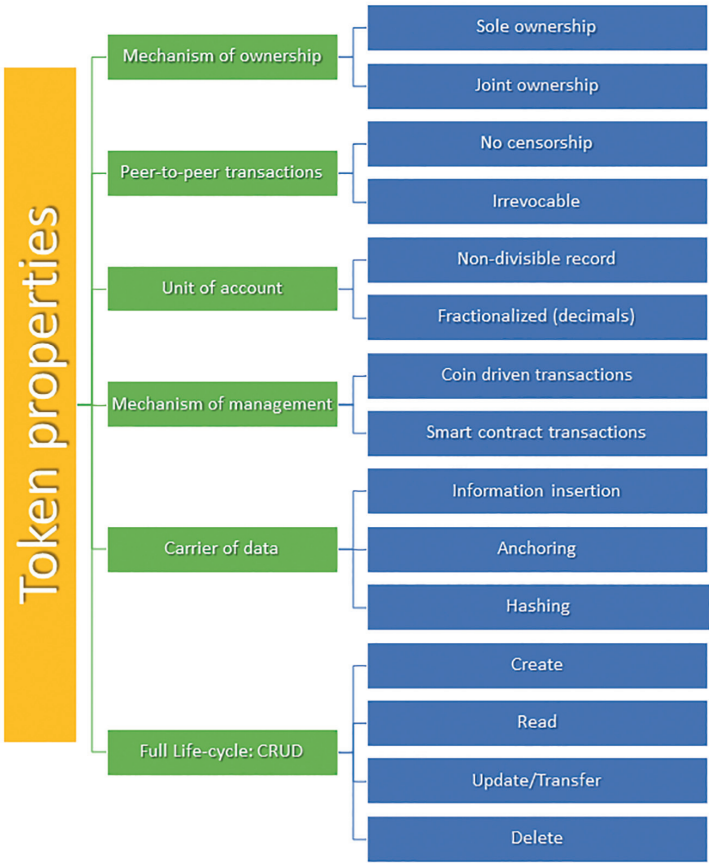 Token properties
Mechanism of ownership
Sole ownership
Joint ownership
Peer-to-peer transactions
No censorship
Irrevocable
Unit of account
Non-divisible record
Fractionalized (decimals)
Mechanism of management
Coin driven transactions
Smart contract transactions
Carrier of data
Information insertion
Anchoring
Hashing
Full Life-cycle: CRUD
Create
Read
Update/Transfer
Delete